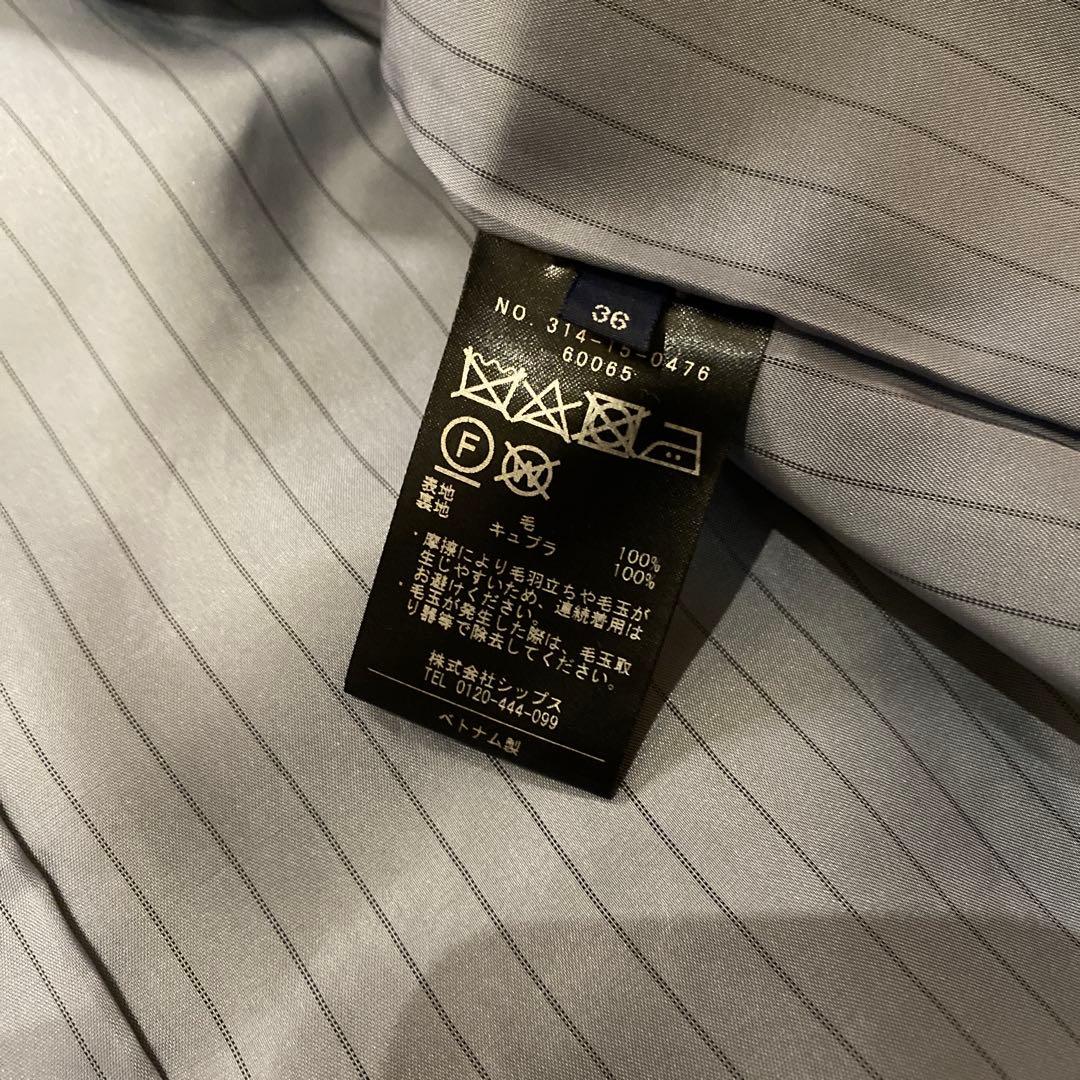 36
NO. 314-15-0476
60065
F
W
表地 毛 100%
裏地 キュプラ 100%
・摩擦により毛羽立ちや毛玉が
生じやすいため、連続着用は
お避けください。
・毛玉が発生した際は、毛玉取
り器等で除去してください。
株式会社シップス
TEL 0120-444-099
ベトナム製